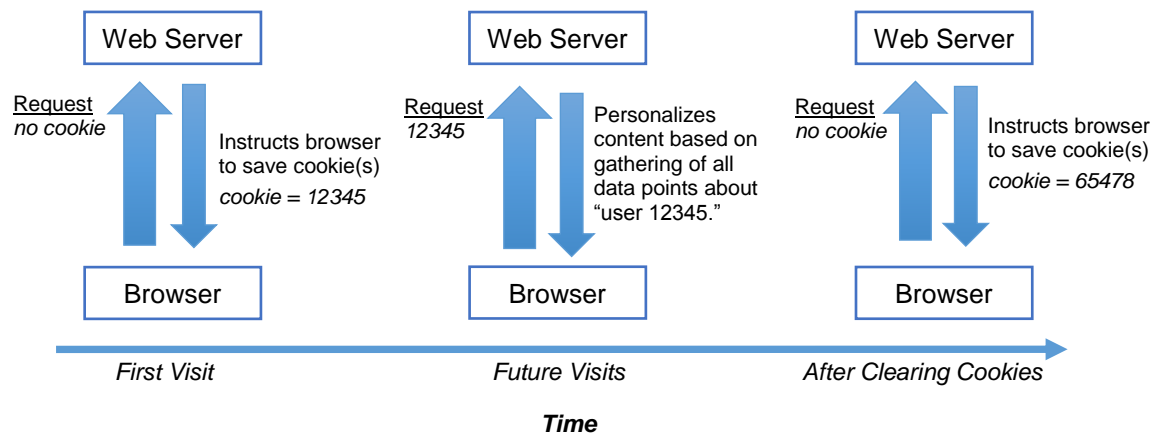 Web Server
Request
no cookie
Instructs browser
to save cookie(s)
cookie = 12345
Browser
First Visit
Web Server
Request
12345
Personalizes
content based on
gathering of all
data points about
“user 12345.”
Browser
Future Visits
Web Server
Request
no cookie
Instructs browser
to save cookie(s)
cookie = 65478
Browser
After Clearing Cookies
Time